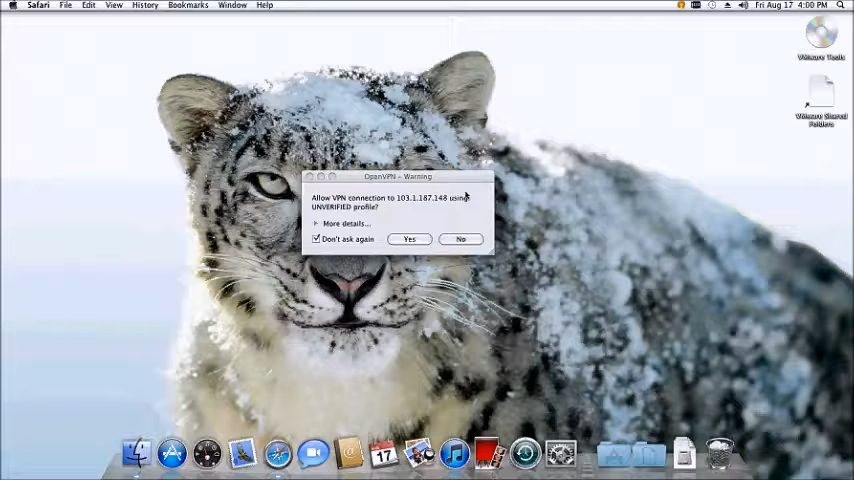 Safari File Edit View History Bookmarks Window Help Fri Aug 17 4:00 PM
VMware Tools
VMware Shared
Folders
OpenVPN - Warning
Allow VPN connection to 103.1.187.148 using
UNVERIFIED profile?
More details...
Don't ask again Yes No
17